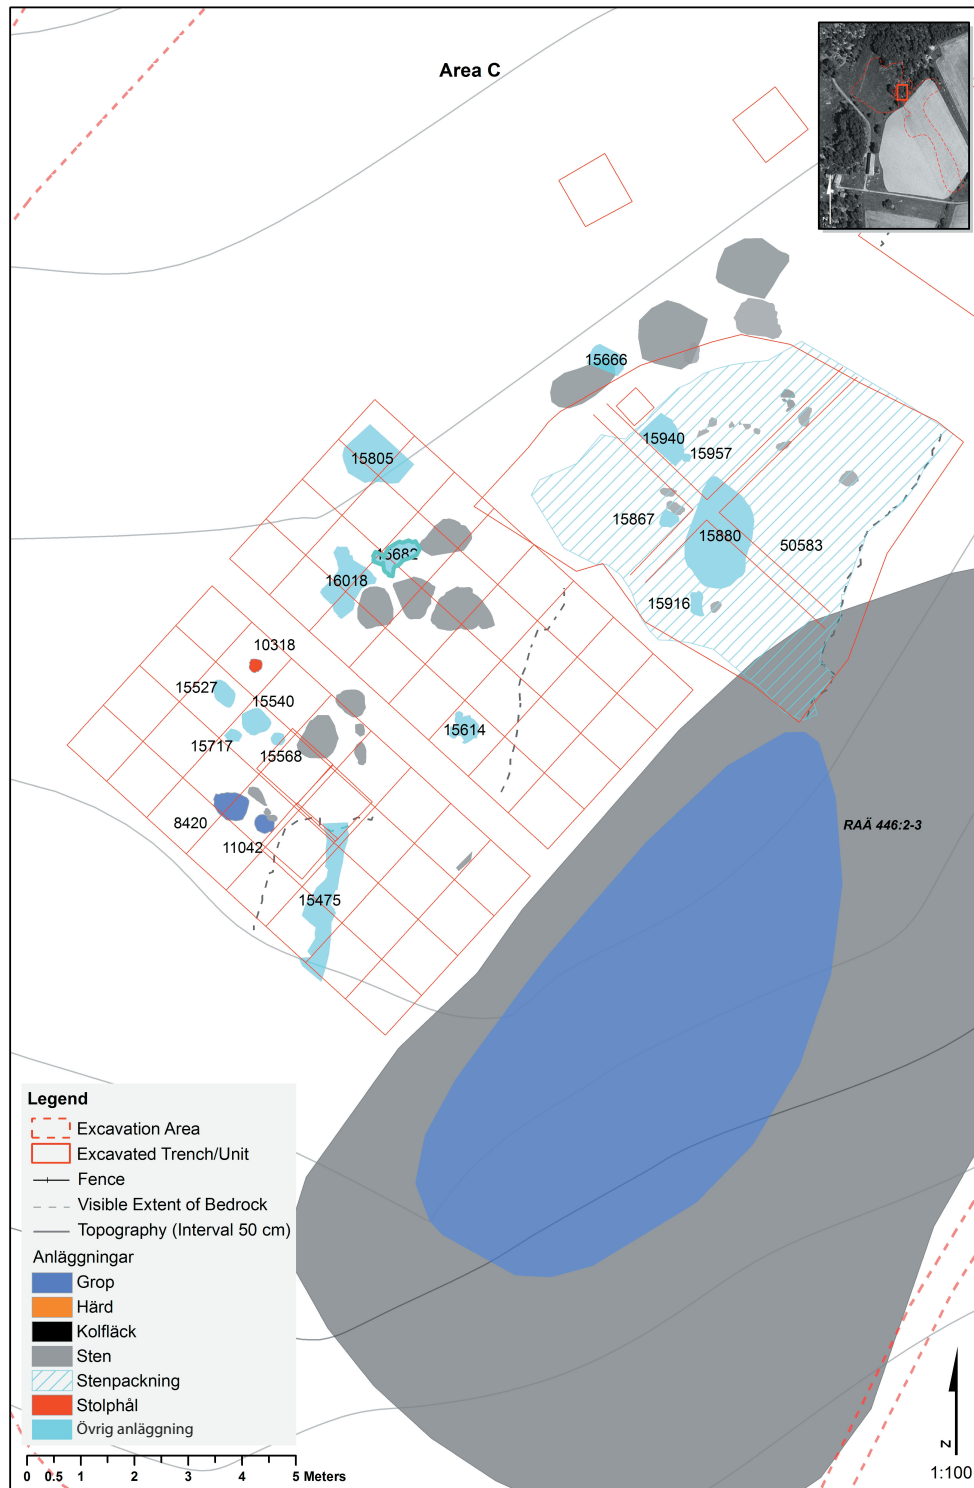 Area C
z
15666
15940
15957
15805
15867
15880
50583
15682
16018
15916
10318
15527
15540
15614
15717
15568
8420
11042
RAÄ 446:2-3
15475
Legend
Excavation Area
Excavated Trench/Unit
Fence
Visible Extent of Bedrock
Topography (Interval 50 cm)
Anläggningar
Grop
Härd
Kolfläck
Sten
Stenpackning
Stolphål
Övrig anläggning
0 0.5 1 2 3 4 5 Meters
z
1:100